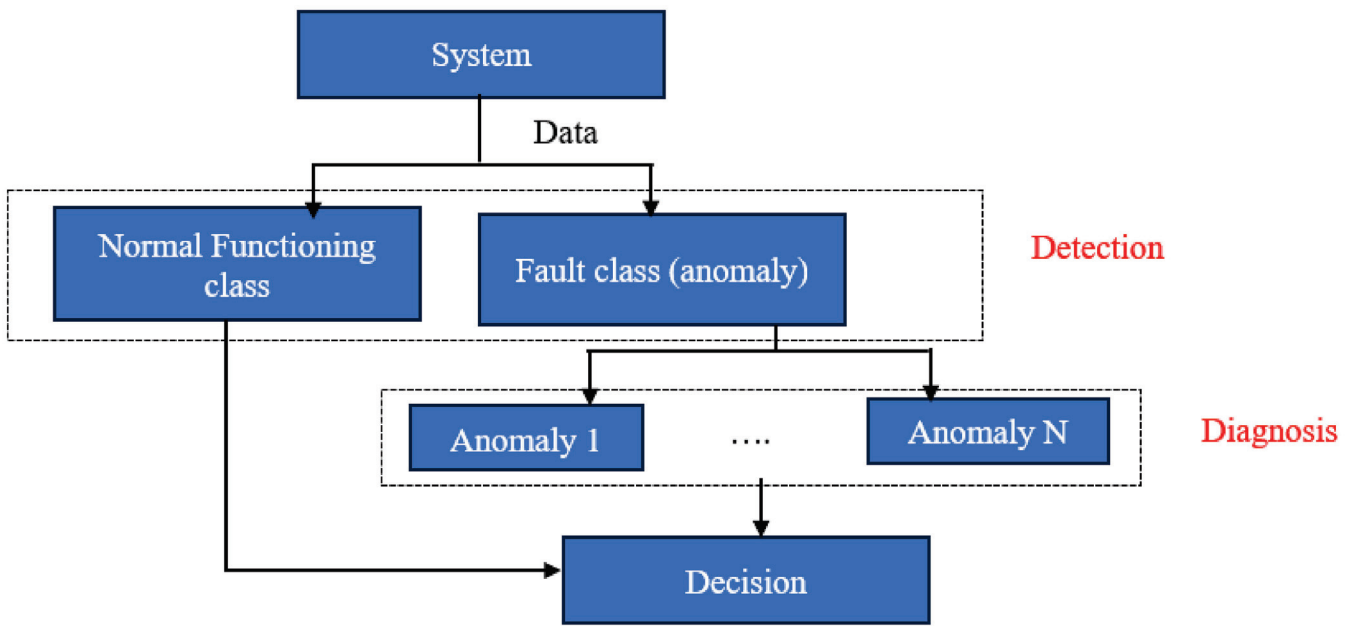 System
Data
Normal Functioning
class
Fault class (anomaly)
Detection
Anomaly 1
....
Anomaly N
Diagnosis
Decision